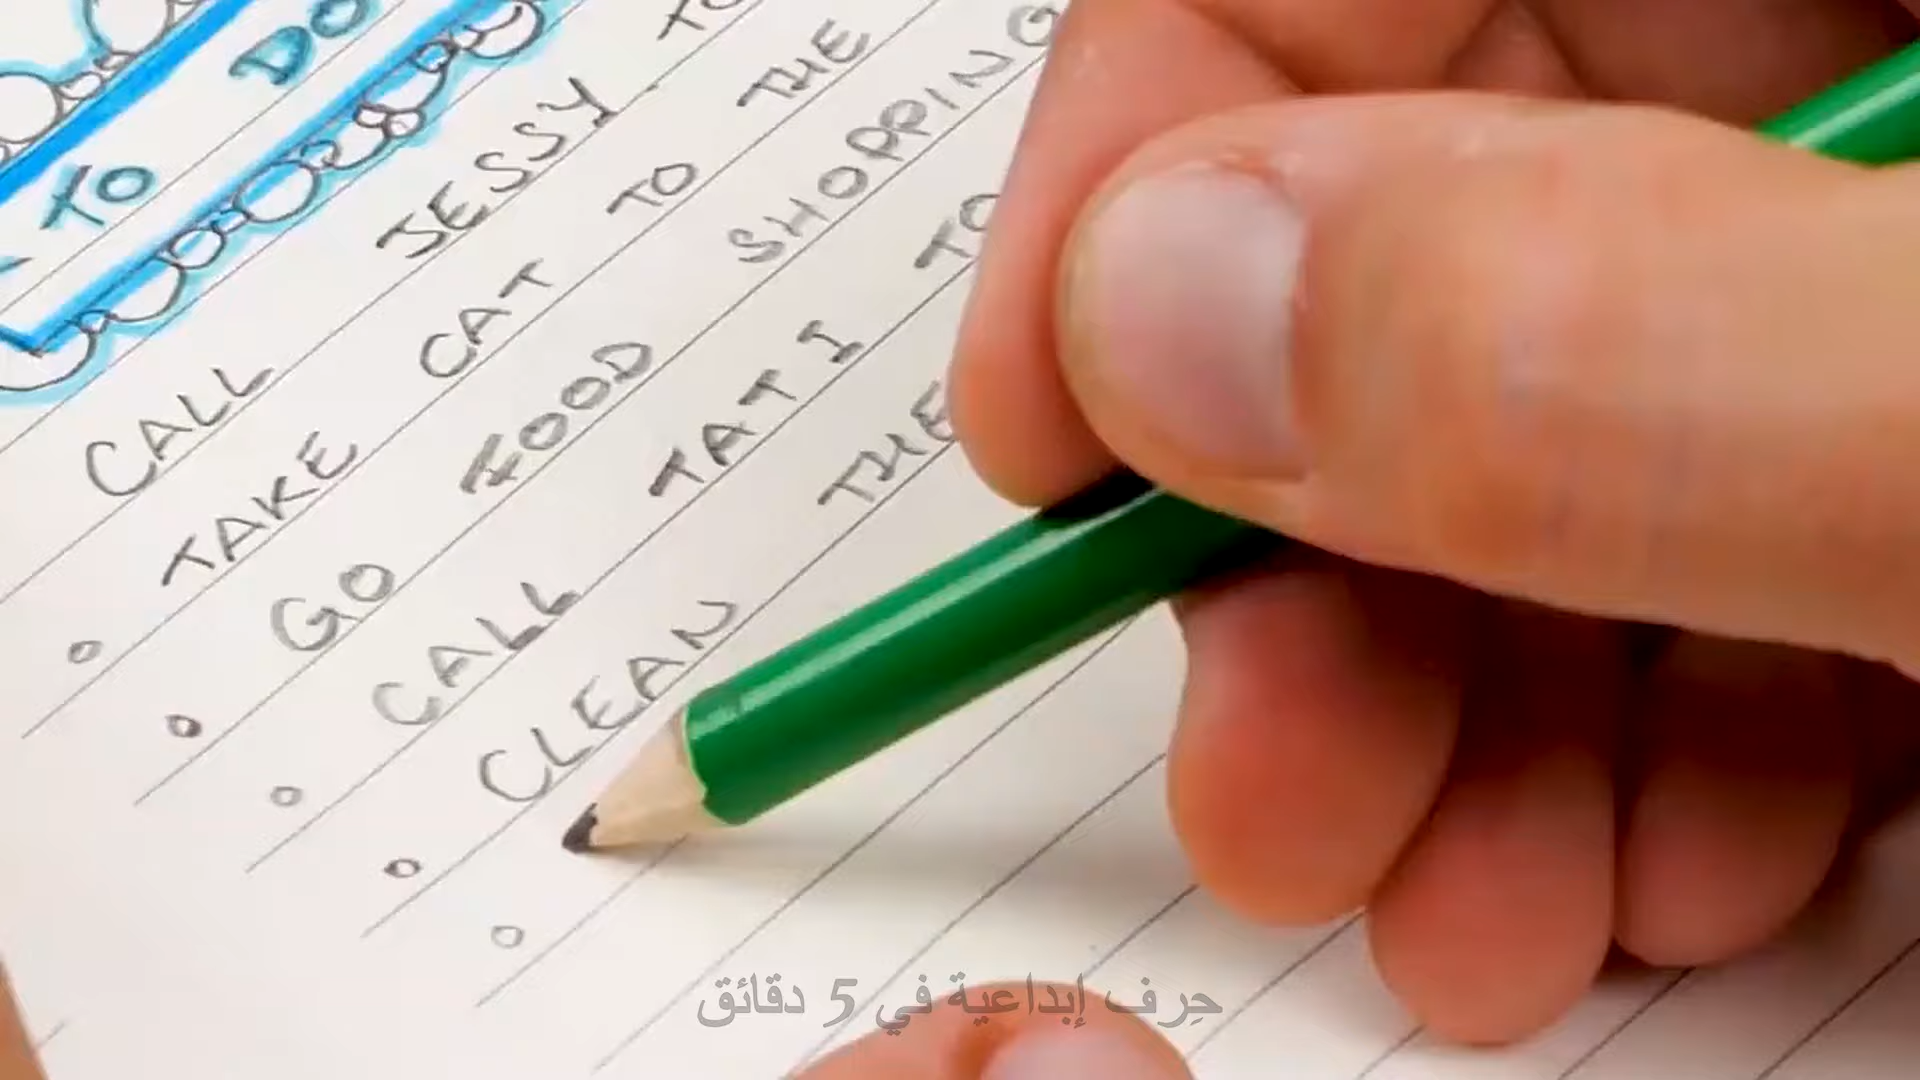 TO DO
CALL JESSY TO
TAKE CAT TO THE
GO FOOD SHOPPING
CALL TAT I TO
CLEAN THE
حِرف إبداعية في 5 دقائق